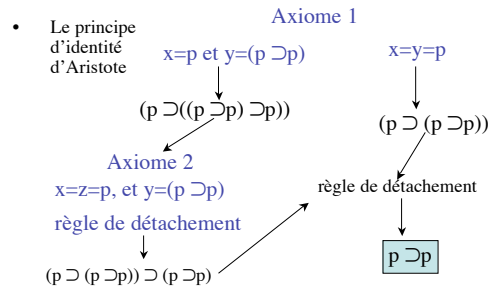 Axiome 1
• Le principe
d'identité
d'Aristote
x=p et y=(p ⊃p)
x=y=p
(p ⊃((p ⊃p) ⊃p))
(p ⊃ (p ⊃p))
Axiome 2
x=z=p, et y=(p ⊃p)
règle de détachement
règle de détachement
(p ⊃ (p ⊃p)) ⊃ (p ⊃p)
p ⊃p